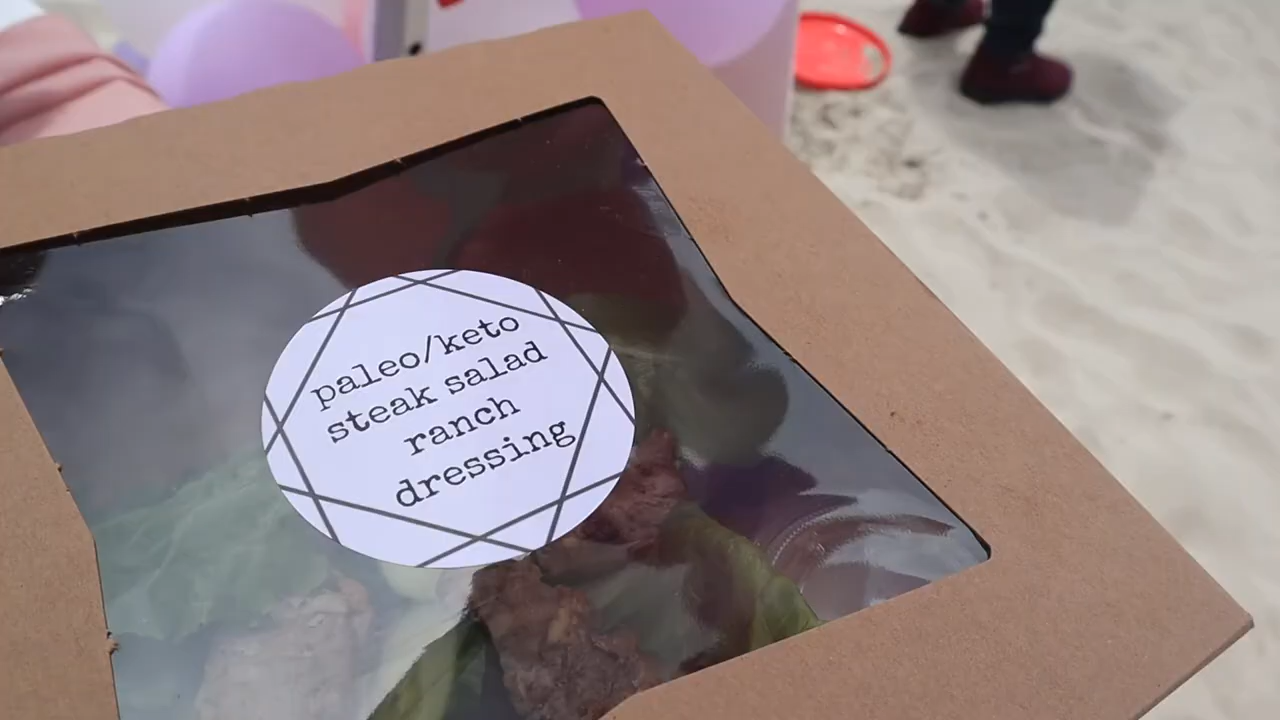 paleo/keto
steak salad
ranch
dressing